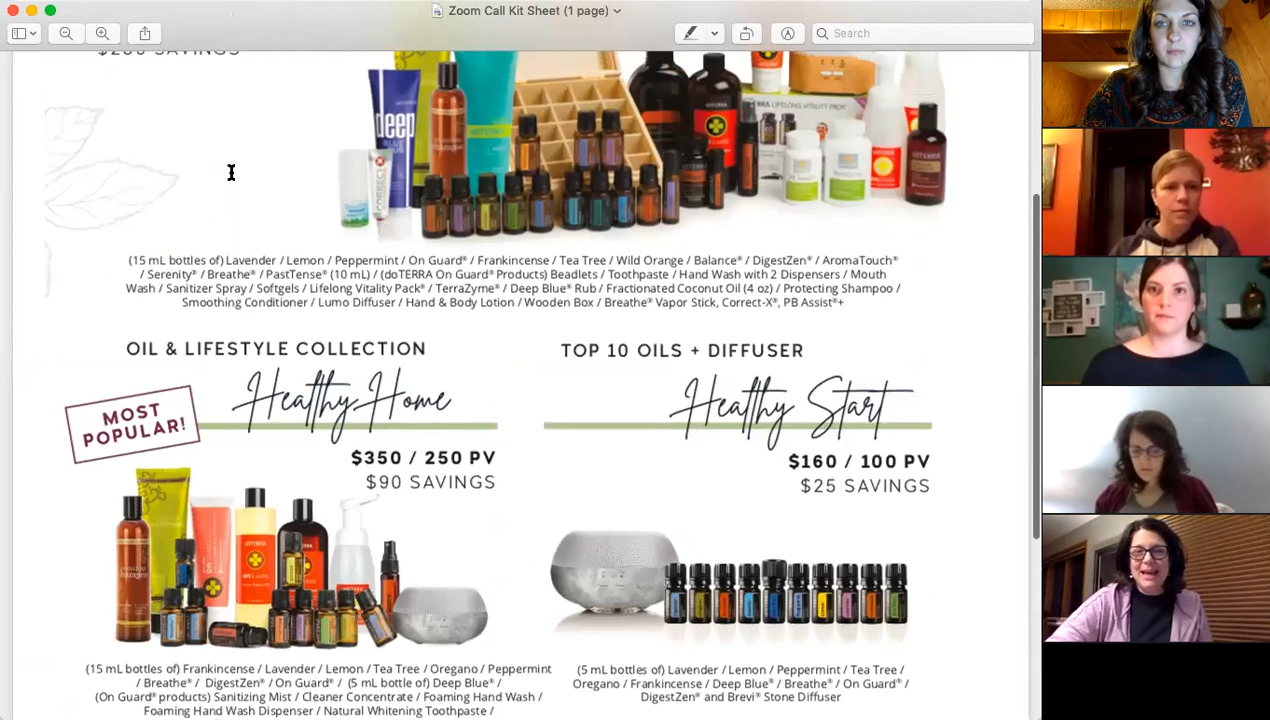 Zoom Call Kit Sheet (1 page)
Search
SAVINGS
deep
CORRECT
LIFELONG VITALITY PACK
(15 mL bottles of) Lavender / Lemon / Peppermint / On Guard® / Frankincense / Tea Tree / Wild Orange / Balance® / DigestZen® / AromaTouch®
/ Serenity® / Breathe® / PastTense® (10 mL) / (doTERRA On Guard® Products) Beadlets / Toothpaste / Hand Wash with 2 Dispensers / Mouth
Wash / Sanitizer Spray / Softgels / Lifelong Vitality Pack® / TerraZyme® / Deep Blue® Rub / Fractionated Coconut Oil (4 oz) / Protecting Shampoo /
Smoothing Conditioner / Lumo Diffuser / Hand & Body Lotion / Wooden Box / Breathe® Vapor Stick, Correct-X®, PB Assist®+
OIL & LIFESTYLE COLLECTION
Healthy Home
MOST
POPULAR!
$350 / 250 PV
$90 SAVINGS
TOP 10 OILS + DIFFUSER
Healthy Start
$160 / 100 PV
$25 SAVINGS
(15 mL bottles of) Frankincense / Lavender / Lemon / Tea Tree / Oregano / Peppermint
/ Breathe® / DigestZen® / On Guard® / (5 mL bottle of) Deep Blue® /
(On Guard® products) Sanitizing Mist / Cleaner Concentrate / Foaming Hand Wash /
Foaming Hand Wash Dispenser / Natural Whitening Toothpaste /
(5 mL bottles of) Lavender / Lemon / Peppermint / Tea Tree /
Oregano / Frankincense / Deep Blue® / Breathe® / On Guard® /
DigestZen® and Brevi® Stone Diffuser